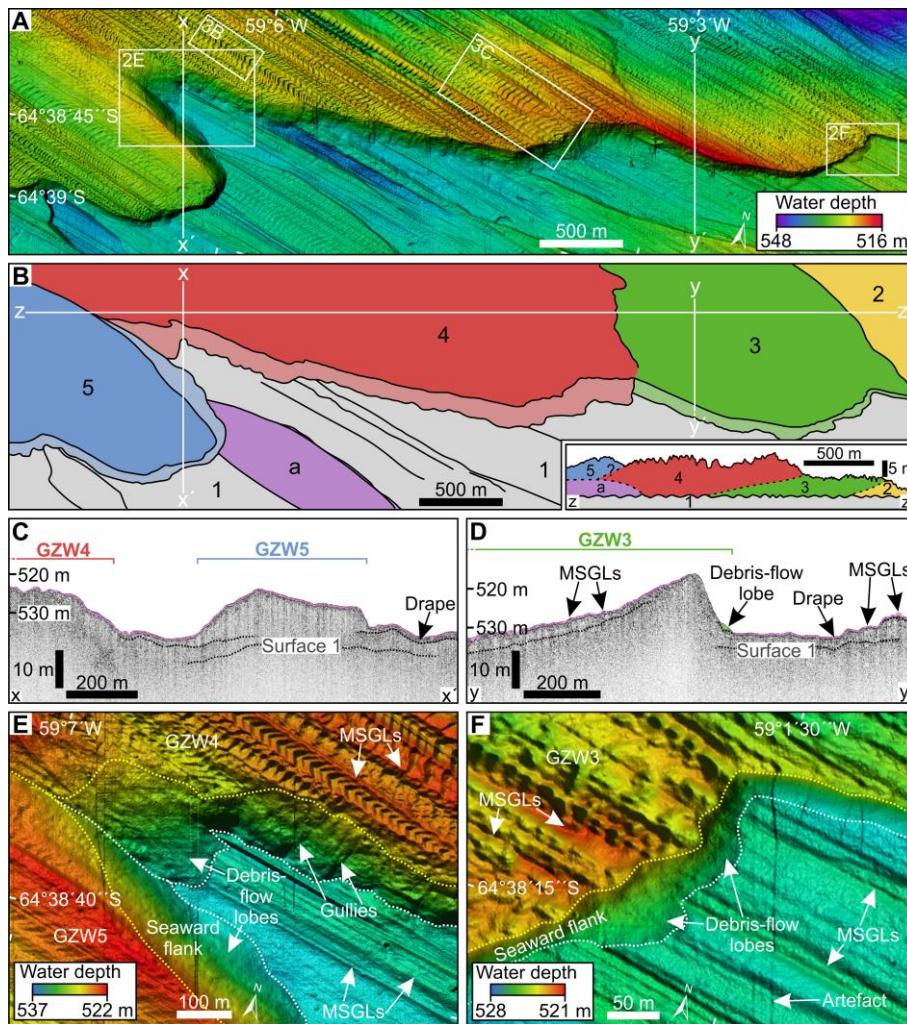 A
x
59°6´W
59°3´W
y
3B
2E
3C
64°38´45´´S
2F
64°39´S
Water depth
548 m
516 m
x´
500 m
y´
N
B
x
y
2
z
z´
4
3
5
y´
a
1
1
x´
1
500 m
500 m
5 m
5
?
4
a
3
2
1
z
z´
C
GZW4
GZW5
520 m
530 m
Drape
Surface 1
10 m
200 m
x
x´
D
GZW3
MSGLs
Debris-flow
lobe
MSGLs
520 m
Drape
530 m
Surface 1
10 m
200 m
y
y´
E
59°7´W
GZW4
MSGLs
Debris-
flow
lobes
Gullies
64°38´40´´S
Seaward
flank
GZW5
Water depth
MSGLs
537
522 m
100 m
N
F
59°1´30´´W
GZW3
MSGLs
64°38´15´´S
Seaward flank
Debris-flow
lobes
MSGLs
Water depth
528
521 m
50 m
N
Artefact